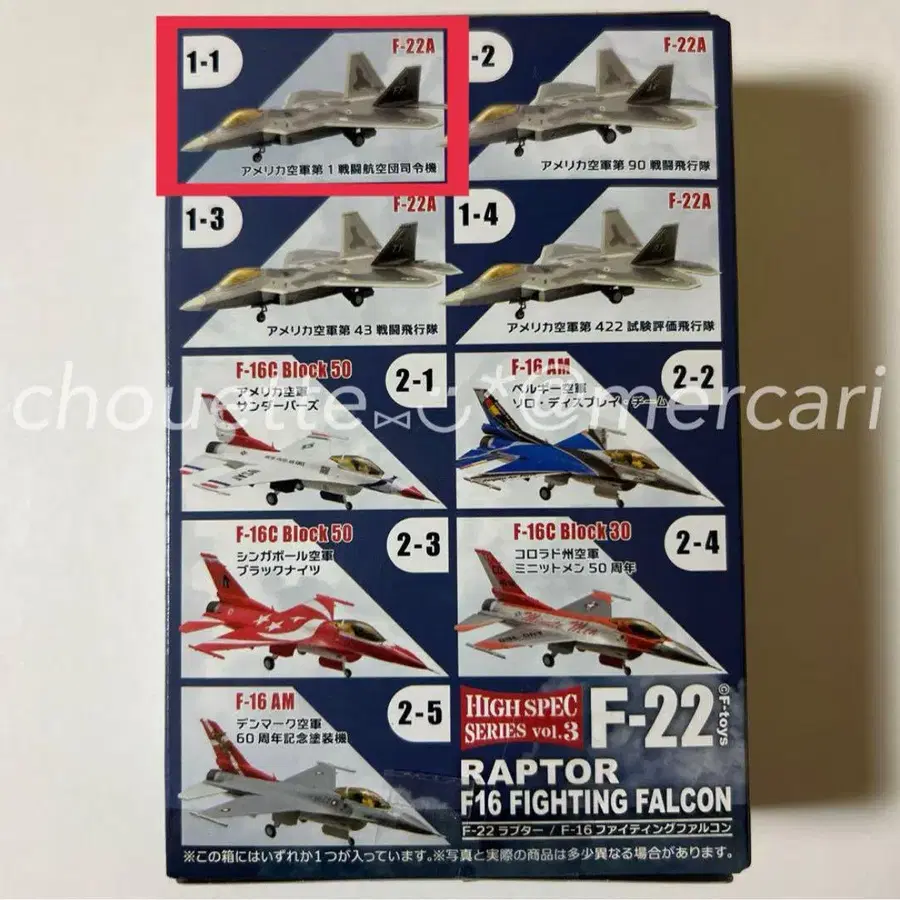 1-1
F-22A
アメリカ空軍第1戦闘航空団司令機
-2
F-22A
アメリカ空軍第90戦闘飛行隊
1-3
F-22A
アメリカ空軍第43戦闘飛行隊
1-4
F-22A
アメリカ空軍第422試験評価飛行隊
F-16C Block 50
2-1
アメリカ空軍
サンダーバーズ
F-16 AM
2-2
ベルギー空軍
ソロ・ディスプレイ・チーム
chouette
@mercari
F-16C Block 50
2-3
シンガポール空軍
ブラックナイツ
F-16C Block 30
2-4
コロラド州空軍
ミニットメン50周年
F-16 AM
2-5
デンマーク空軍
60周年記念塗装機
HIGH SPEC
SERIES vol.3
F-22
©F-toys
RAPTOR
F16 FIGHTING FALCON
F-22 ラプター / F-16 ファイティングファルコン
※この箱にはいずれか1つが入っています。※写真と実際の商品は多少異なる場合があります。